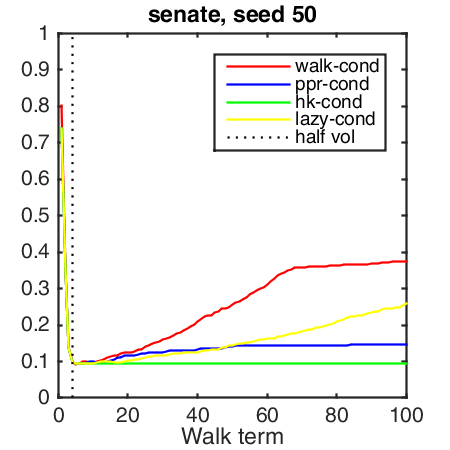 senate, seed 50
1
0.9
0.8
0.7
0.6
0.5
0.4
0.3
0.2
0.1
0
walk-cond
ppr-cond
hk-cond
lazy-cond
half vol
0 20 40 60 80 100
Walk term